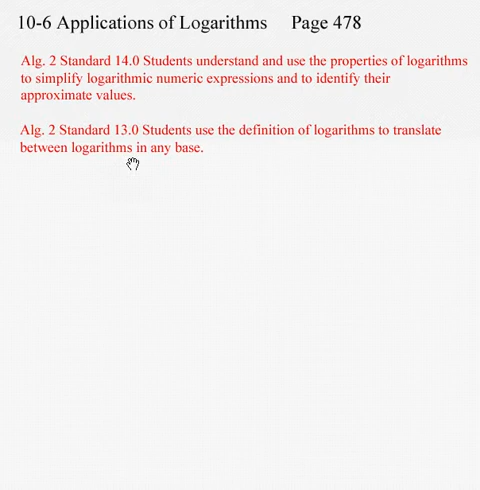 10-6 Applications of Logarithms Page 478
Alg. 2 Standard 14.0 Students understand and use the properties of logarithms
to simplify logarithmic numeric expressions and to identify their
approximate values.
Alg. 2 Standard 13.0 Students use the definition of logarithms to translate
between logarithms in any base.